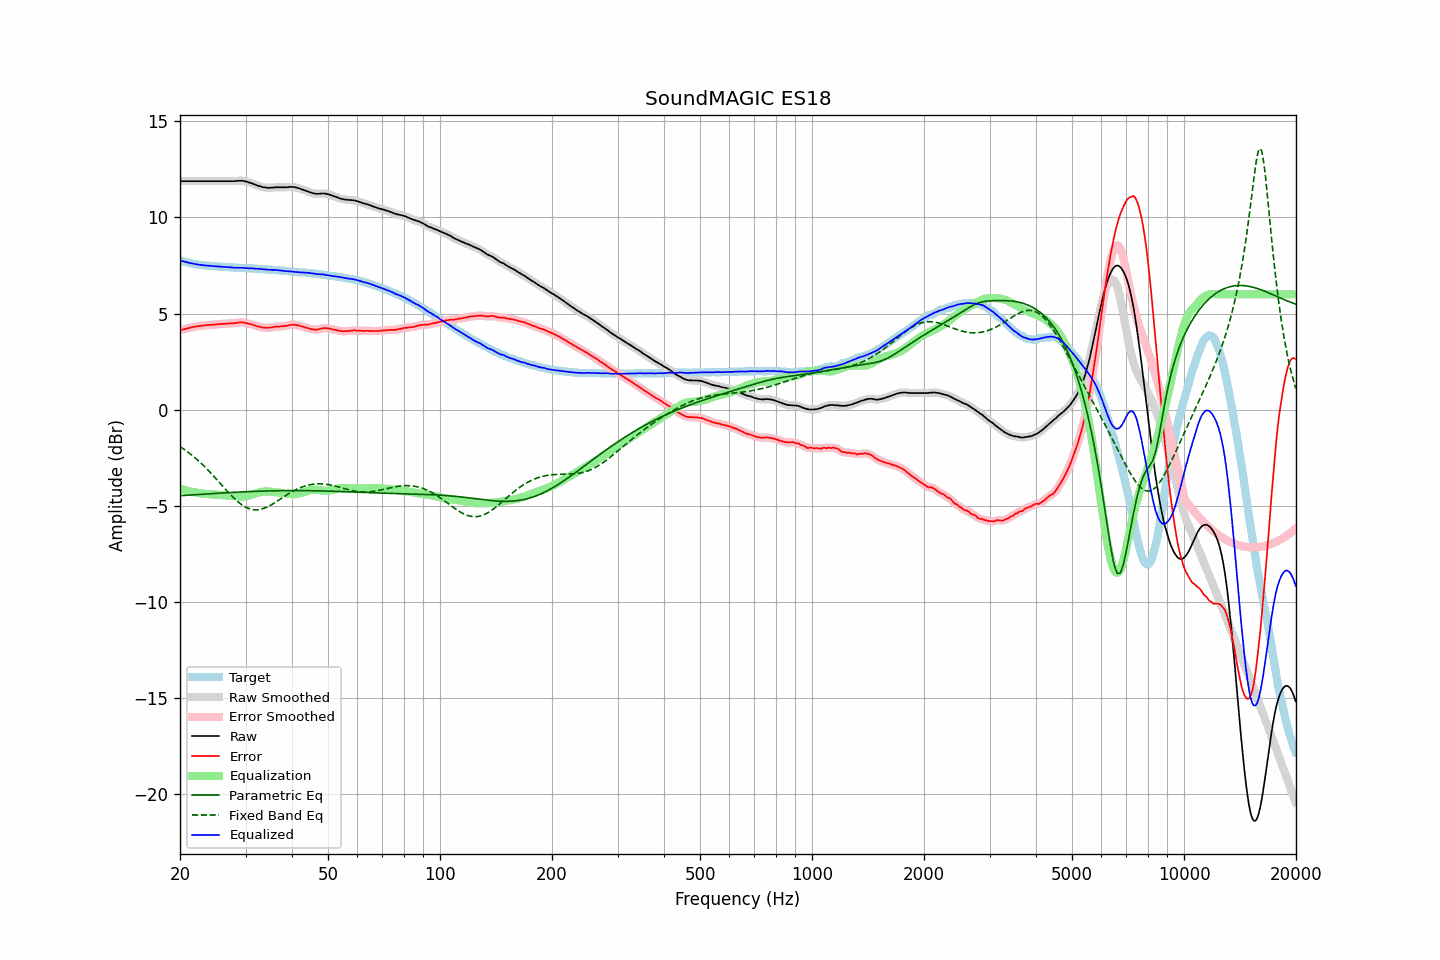 SoundMAGIC ES18
15
10
5
0
−5
−10
−15
−20
Amplitude (dBr)
Target
Raw Smoothed
Error Smoothed
Raw
Error
Equalization
Parametric Eq
Fixed Band Eq
Equalized
20 50 100 200 500 1000 2000 5000 10000 20000
Frequency (Hz)